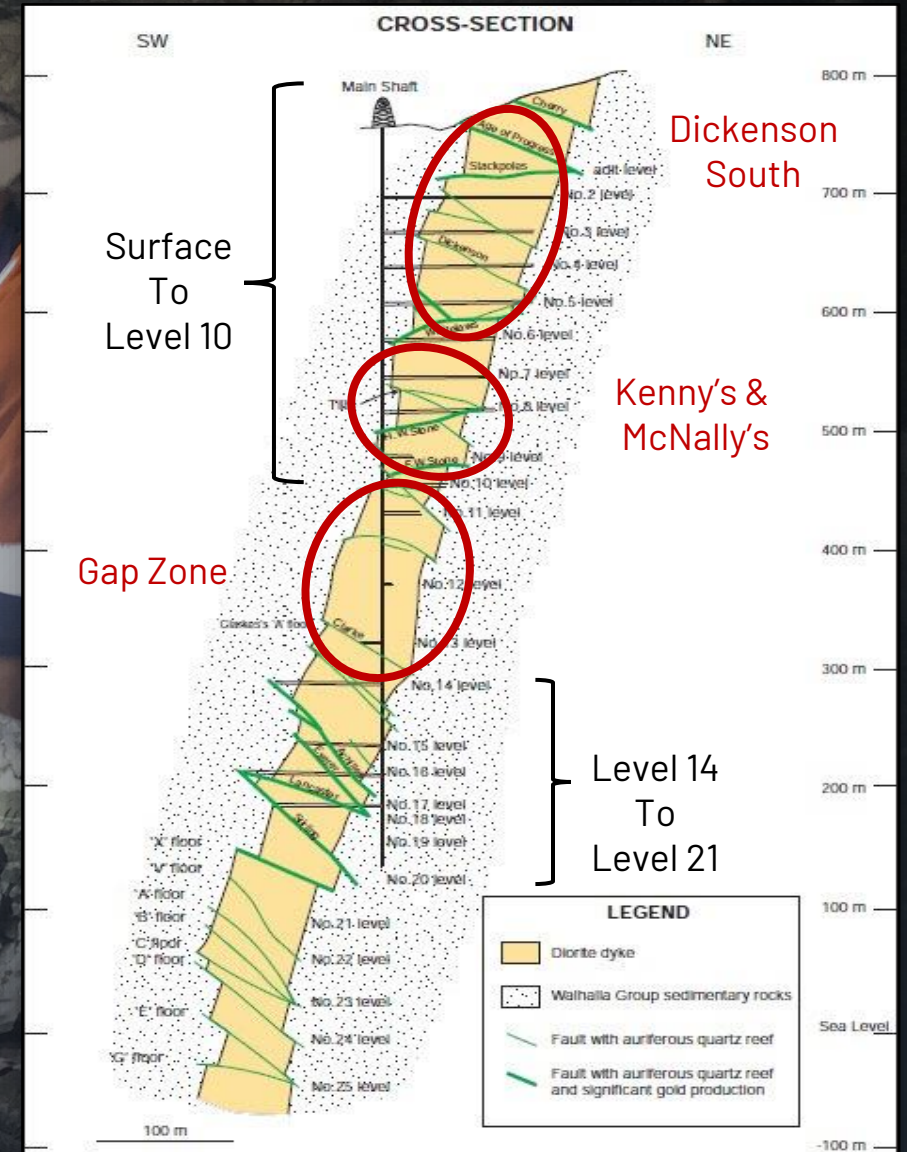 CROSS-SECTION
SW
NE
Main Shaft
800 m
Cherry
Age of Progress
Dickenson
South
Stackpoles
adit level
700 m
No.2 level
No.3 level
Surface
To
Level 10
Dickenson
No.4 level
No.5 level
600 m
No.6 level
No.7 level
Kenny's &
McNally's
No.8 level
H.W Stone
500 m
F.W Stone
No.9 level
No.10 level
No.11 level
400 m
Gap Zone
No.12 level
Clarke
No.13 level
300 m
No.14 level
No.15 level
No.16 level
Lancaster
Level 14
To
Level 21
200 m
No.17 level
No.18 level
No.19 level
'X' floor
'V' floor
No.20 level
'A' floor
'B' floor
No.21 level
100 m
'C' floor
'D' floor
No.22 level
No.23 level
'E' floor
No.24 level
'G' floor
No.25 level
LEGEND
Diorite dyke
Walhalla Group sedimentary rocks
Fault with auriferous quartz reef
Fault with auriferous quartz reef
and significant gold production
Sea Level
100 m
-100 m